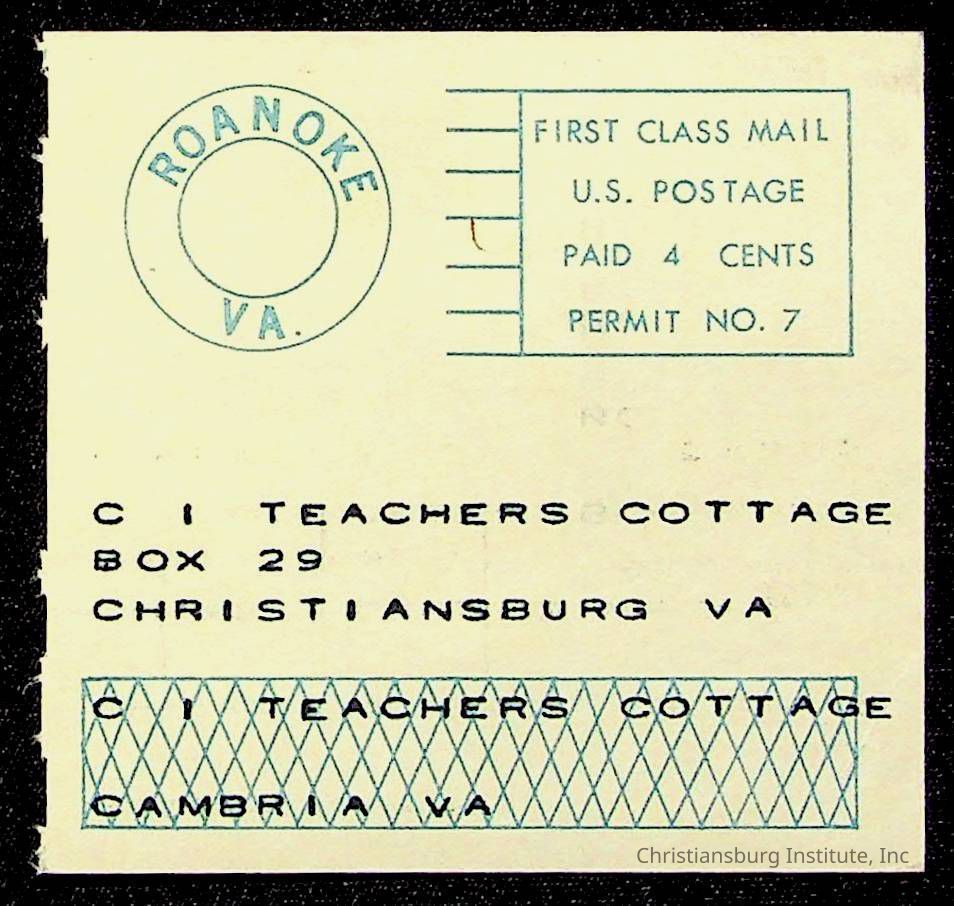 ROANOKE
VA.
FIRST CLASS MAIL
U.S. POSTAGE
PAID 4 CENTS
PERMIT NO. 7
C I TEACHERS COTTAGE
BOX 29
CHRISTIANSBURG VA
C I TEACHERS COTTAGE
CAMBRIA VA
Christiansburg Institute, Inc